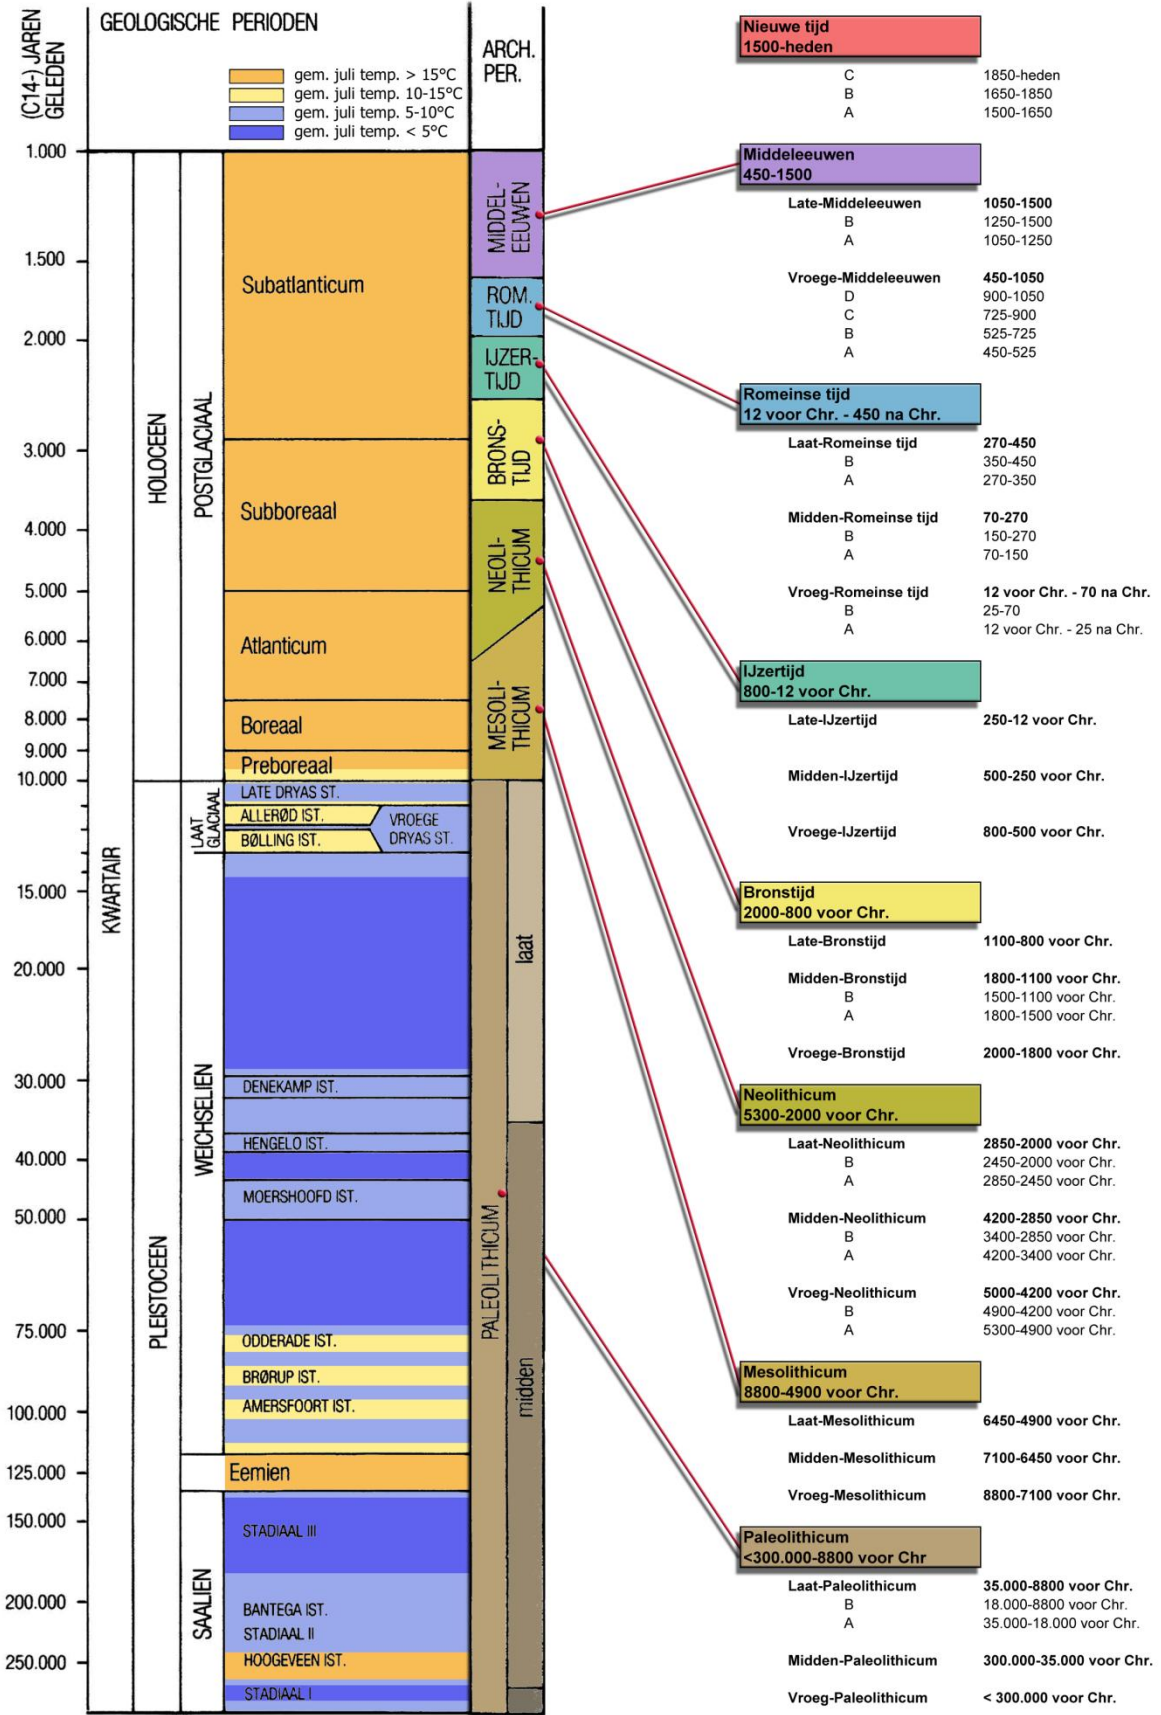 GEOLOGISCHE PERIODEN
(C14-) JAREN
GELEDEN
ARCH.
PER.
gem. juli temp. > 15°C
gem. juli temp. 10-15°C
gem. juli temp. 5-10°C
gem. juli temp. < 5°C
1.000
1.500
2.000
3.000
4.000
5.000
6.000
7.000
8.000
9.000
10.000
15.000
20.000
30.000
40.000
50.000
75.000
100.000
125.000
150.000
200.000
250.000
KWARTAIR
HOLOCEEN
PLEISTOCEEN
POSTGLACIAAL
LAAT
GLACIAAL
WEICHSELIEN
SAALIEN
Subatlanticum
Subboreaal
Atlanticum
Boreaal
Preboreaal
LATE DRYAS ST.
ALLERØD IST.
VROEGE
DRYAS ST.
BØLLING IST.
DENEKAMP IST.
HENGELO IST.
MOERSHOOFD IST.
ODDERADE IST.
BRØRUP IST.
AMERSFOORT IST.
Eemien
STADIAAL III
BANTEGA IST.
STADIAAL II
HOOGEVEEN IST.
STADIAAL I
MIDDEL-
EEUWEN
ROM.
TIJD
IJZER-
TIJD
BRONS-
TIJD
NEOLI-
THICUM
MESOLI-
THICUM
PALEOLITHICUM
laat
midden
Nieuwe tijd
1500-heden
C 1850-heden
B 1650-1850
A 1500-1650
Middeleeuwen
450-1500
Late-Middeleeuwen 1050-1500
B 1250-1500
A 1050-1250
Vroege-Middeleeuwen 450-1050
D 900-1050
C 725-900
B 525-725
A 450-525
Romeinse tijd
12 voor Chr. - 450 na Chr.
Laat-Romeinse tijd 270-450
B 350-450
A 270-350
Midden-Romeinse tijd 70-270
B 150-270
A 70-150
Vroeg-Romeinse tijd 12 voor Chr. - 70 na Chr.
B 25-70
A 12 voor Chr. - 25 na Chr.
IJzertijd
800-12 voor Chr.
Late-IJzertijd 250-12 voor Chr.
Midden-IJzertijd 500-250 voor Chr.
Vroege-IJzertijd 800-500 voor Chr.
Bronstijd
2000-800 voor Chr.
Late-Bronstijd 1100-800 voor Chr.
Midden-Bronstijd 1800-1100 voor Chr.
B 1500-1100 voor Chr.
A 1800-1500 voor Chr.
Vroege-Bronstijd 2000-1800 voor Chr.
Neolithicum
5300-2000 voor Chr.
Laat-Neolithicum 2850-2000 voor Chr.
B 2450-2000 voor Chr.
A 2850-2450 voor Chr.
Midden-Neolithicum 4200-2850 voor Chr.
B 3400-2850 voor Chr.
A 4200-3400 voor Chr.
Vroeg-Neolithicum 5000-4200 voor Chr.
B 4900-4200 voor Chr.
A 5300-4900 voor Chr.
Mesolithicum
8800-4900 voor Chr.
Laat-Mesolithicum 6450-4900 voor Chr.
Midden-Mesolithicum 7100-6450 voor Chr.
Vroeg-Mesolithicum 8800-7100 voor Chr.
Paleolithicum
<300.000-8800 voor Chr
Laat-Paleolithicum 35.000-8800 voor Chr.
B 18.000-8800 voor Chr.
A 35.000-18.000 voor Chr.
Midden-Paleolithicum 300.000-35.000 voor Chr.
Vroeg-Paleolithicum < 300.000 voor Chr.